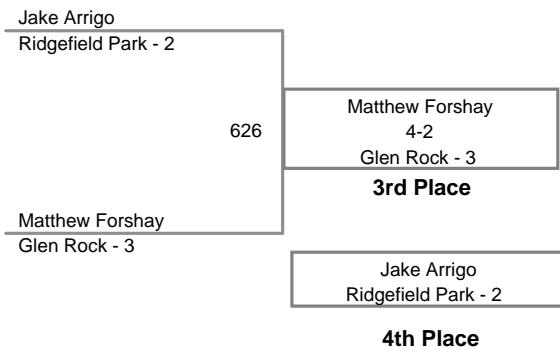 Jake Arrigo
Ridgefield Park - 2
626
Matthew Forshay
4-2
Glen Rock - 3
3rd Place
Matthew Forshay
Glen Rock - 3
Jake Arrigo
Ridgefield Park - 2
4th Place